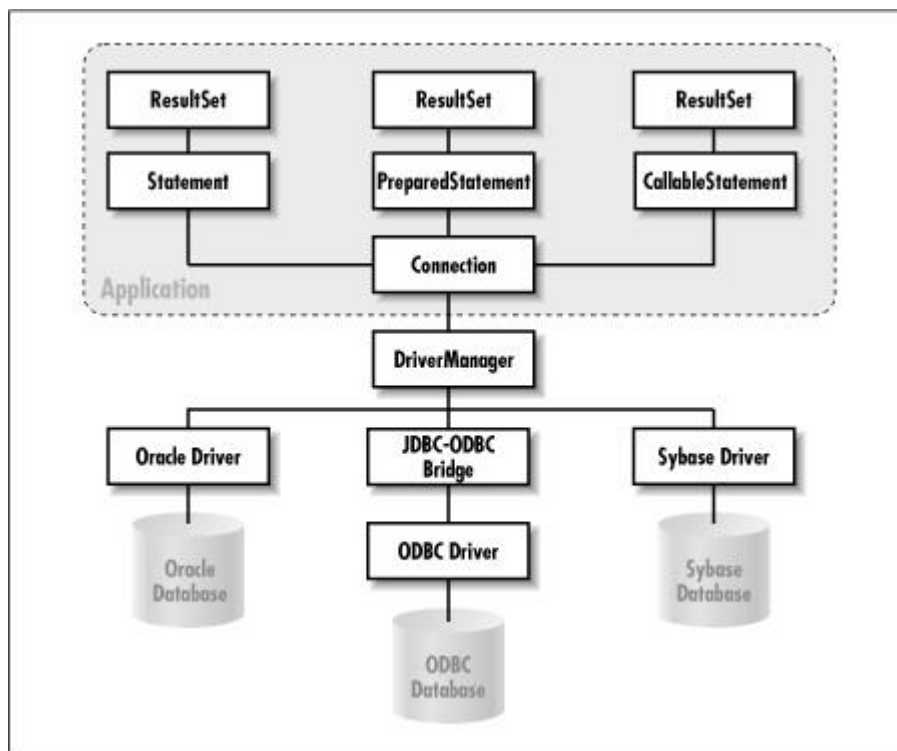 ResultSet
ResultSet
ResultSet
Statement
PreparedStatement
CallableStatement
Connection
Application
DriverManager
Oracle Driver
JDBC-ODBC
Bridge
Sybase Driver
Oracle
Database
ODBC Driver
Sybase
Database
ODBC
Database